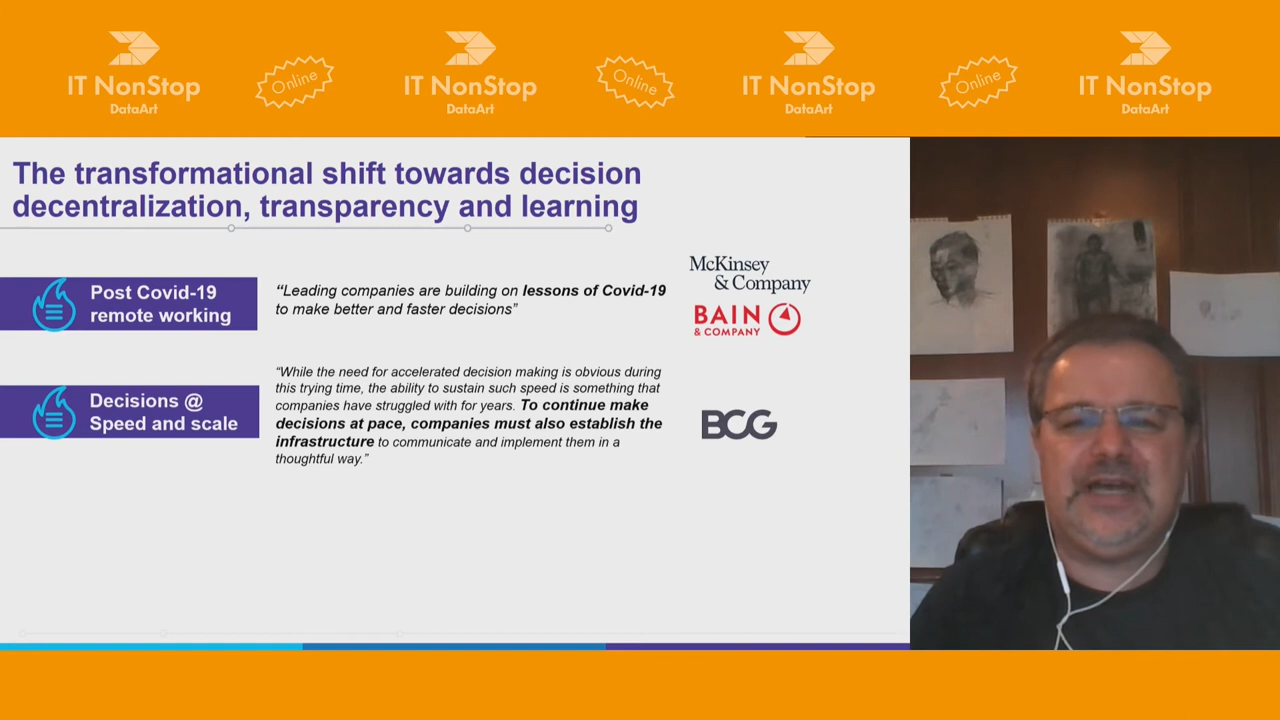 IT NonStop
DataArt
Online
IT NonStop
DataArt
Online
IT NonStop
DataArt
Online
IT NonStop
DataArt
The transformational shift towards decision
decentralization, transparency and learning
Post Covid-19
remote working
“Leading companies are building on lessons of Covid-19
to make better and faster decisions”
McKinsey
& Company
BAIN
& COMPANY
Decisions @
Speed and scale
“While the need for accelerated decision making is obvious during
this trying time, the ability to sustain such speed is something that
companies have struggled with for years. To continue make
decisions at pace, companies must also establish the
infrastructure to communicate and implement them in a
thoughtful way.”
BCG